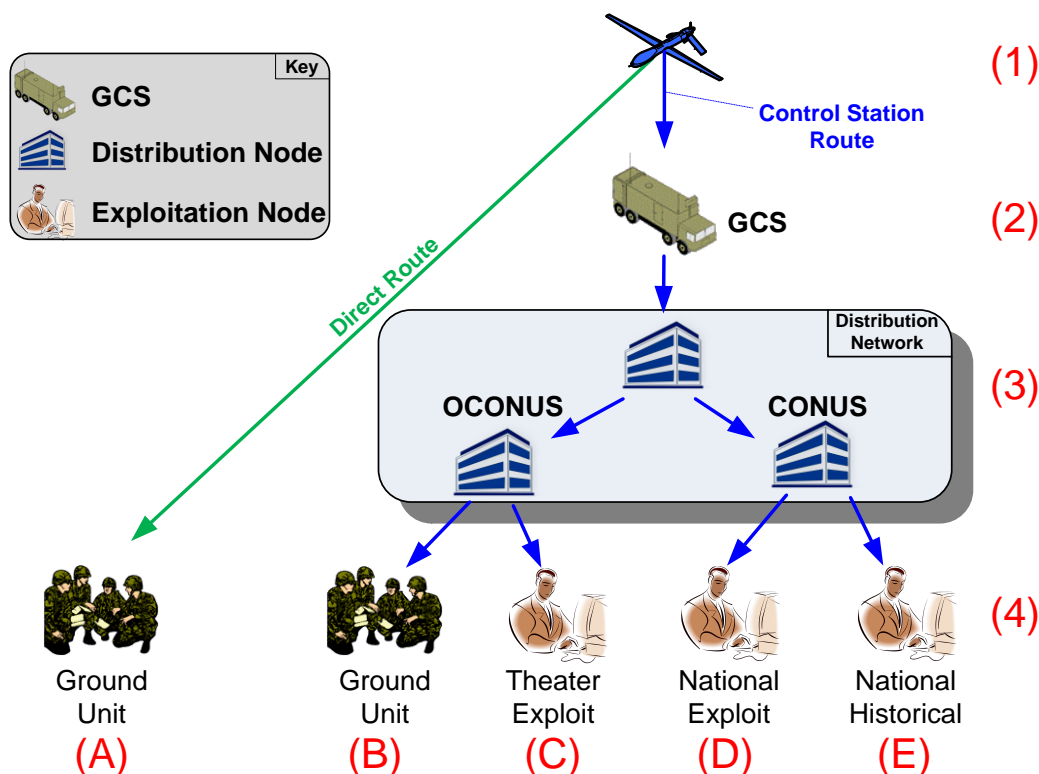 Key
GCS
Distribution Node
Exploitation Node
(1)
Control Station
Route
(2)
GCS
Direct Route
Distribution
Network
(3)
OCONUS
CONUS
(4)
Ground
Unit
(A)
Ground
Unit
(B)
Theater
Exploit
(C)
National
Exploit
(D)
National
Historical
(E)